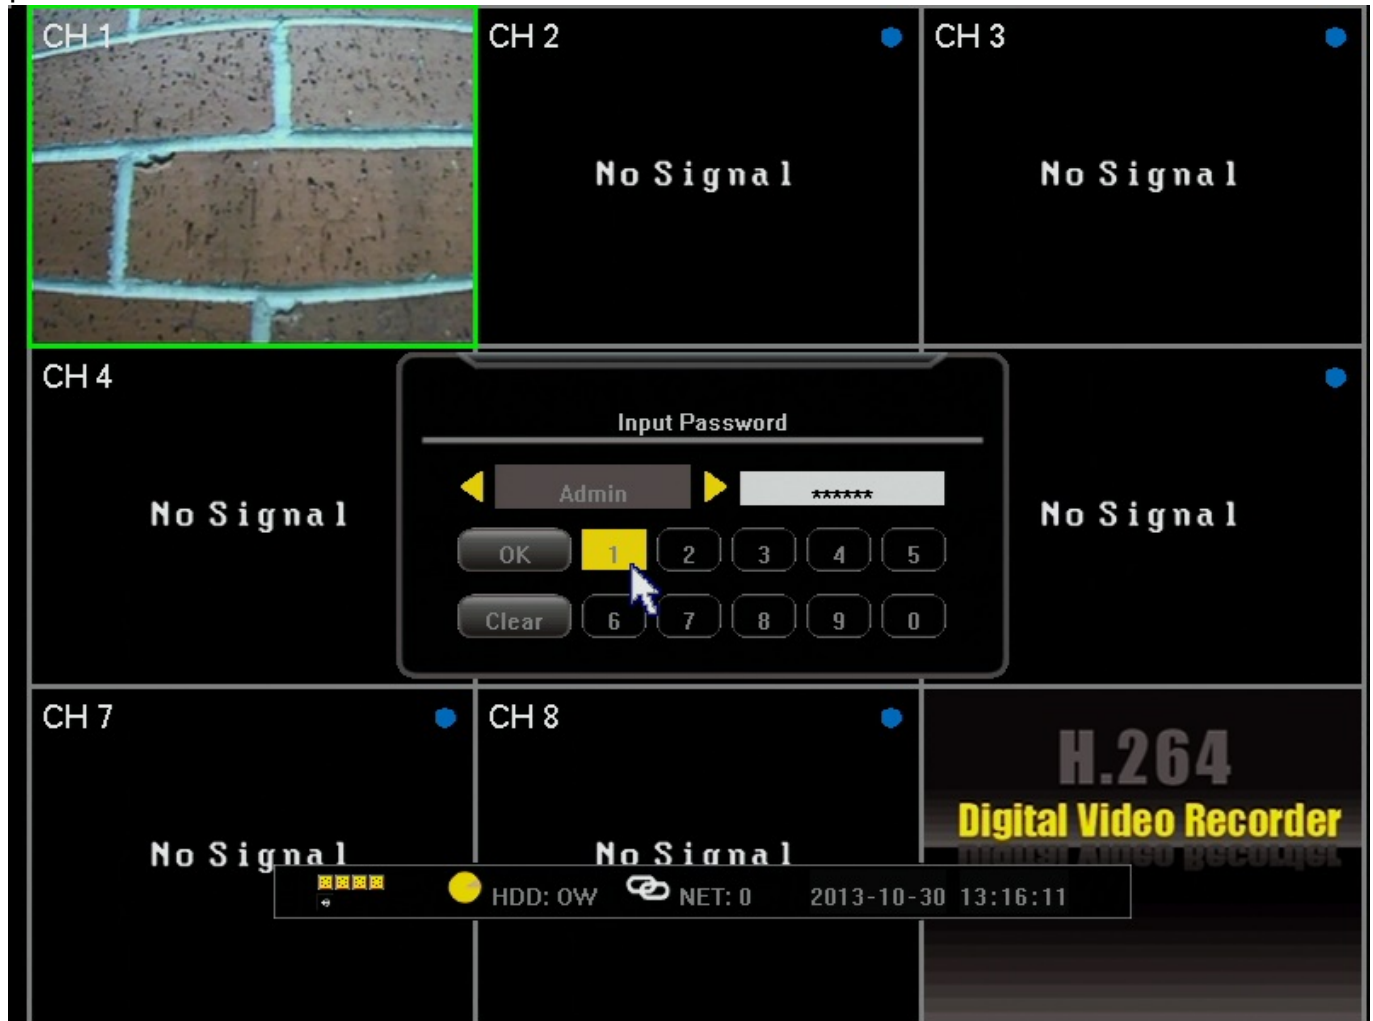 CH 1
CH 2
CH 3
No Signal
No Signal
CH 4
Input Password
Admin
******
No Signal
No Signal
OK
1
2
3
4
5
Clear
6
7
8
9
0
CH 7
CH 8
H.264
Digital Video Recorder
No Signal
No Signal
HDD: OW
NET: 0
2013-10-30 13:16:11